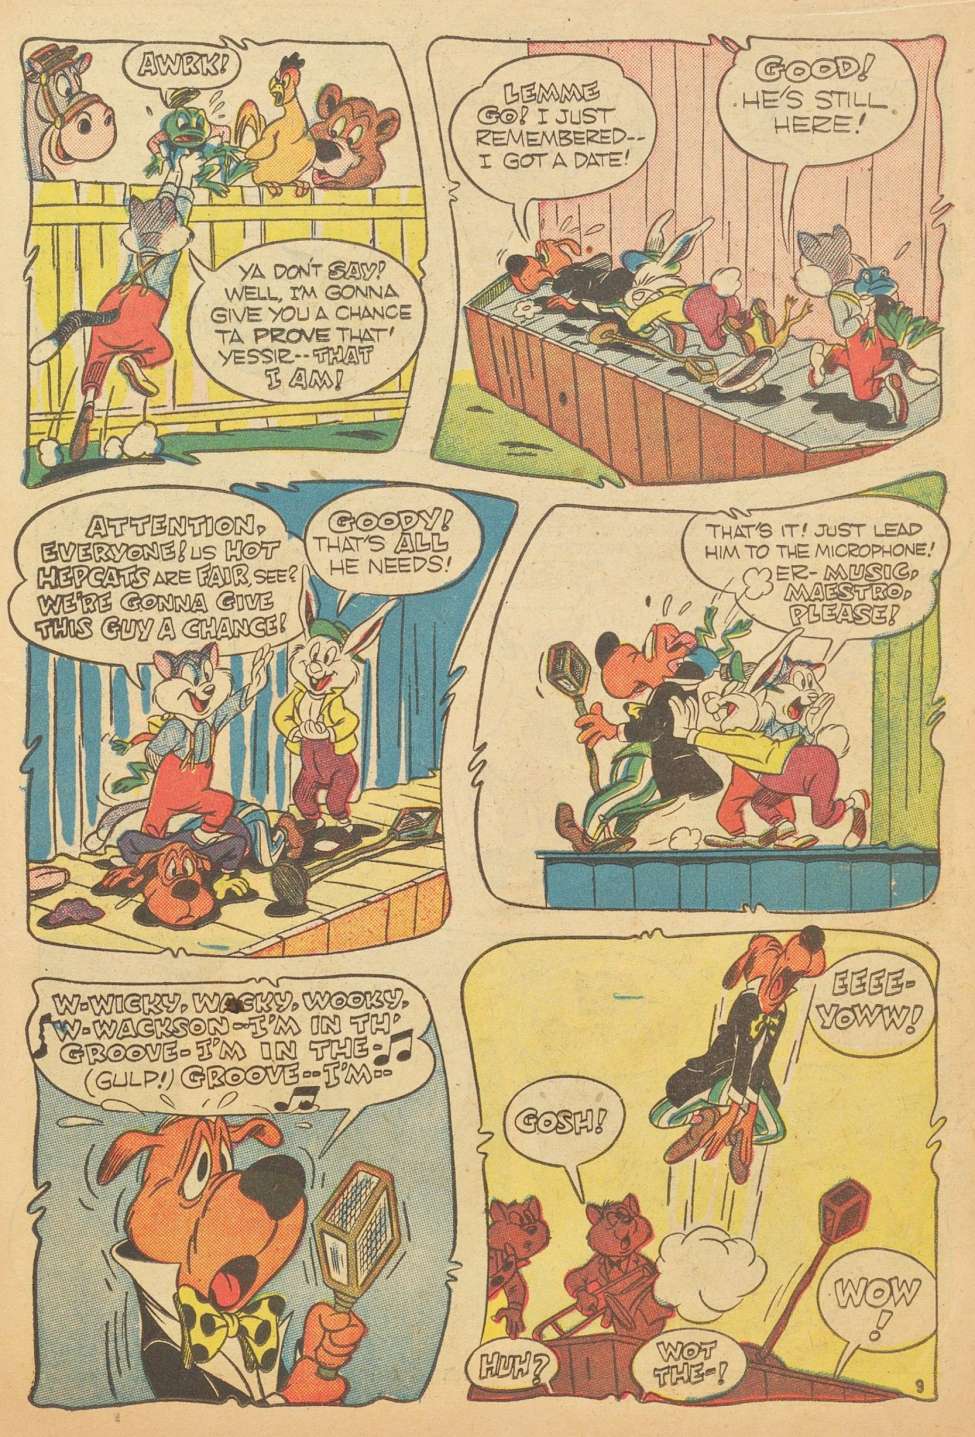 AWRK!
YA DON'T SAY!
WELL, I'M GONNA
GIVE YOU A CHANCE
TA PROVE THAT!
YESSIR--THAT
I AM!
LEMME
GO! I JUST
REMEMBERED--
I GOT A DATE!
GOOD!
HE'S STILL
HERE!
ATTENTION,
EVERYONE! US HOT
HEPCATS ARE FAIR, SEE?
WE'RE GONNA GIVE
THIS GUY A CHANCE!
GOODY!
THAT'S ALL
HE NEEDS!
THAT'S IT! JUST LEAD
HIM TO THE MICROPHONE!
ER- MUSIC,
MAESTRO,
PLEASE!
W-WICKY, WACKY, WOOKY,
W-WACKSON--I'M IN TH'
GROOVE-I'M IN THE-
(GULP!) GROOVE--I'M--
EEEE-
YOWW!
GOSH!
HUH?
WOT
THE-!
WOW
!
9